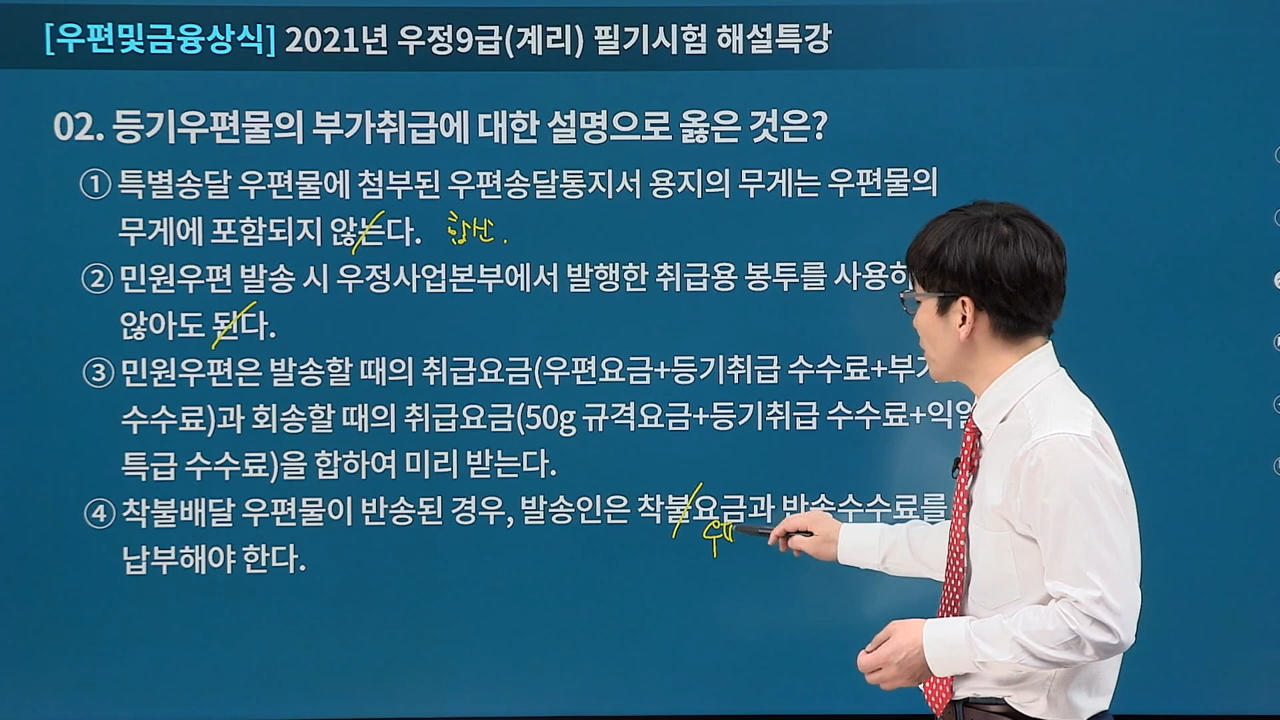 [우편및금융상식] 2021년 우정9급(계리) 필기시험 해설특강
02. 등기우편물의 부가취급에 대한 설명으로 옳은 것은?
① 특별송달 우편물에 첨부된 우편송달통지서 용지의 무게는 우편물의
무게에 포함되지 않는다. 합산.
② 민원우편 발송 시 우정사업본부에서 발행한 취급용 봉투를
않아도 된다.
③ 민원우편은 발송할 때의 취급요금(우편요금+등기취급
수수료)과 회송할 때의 취급요금(50g 규격요금+등기취급 수수료+익일
특급 수수료)을 합하여 미리 받는다.
④ 착불배달 우편물이 반송된 경우, 발송인은 착불요금과 반송수수료를
납부해야 한다.